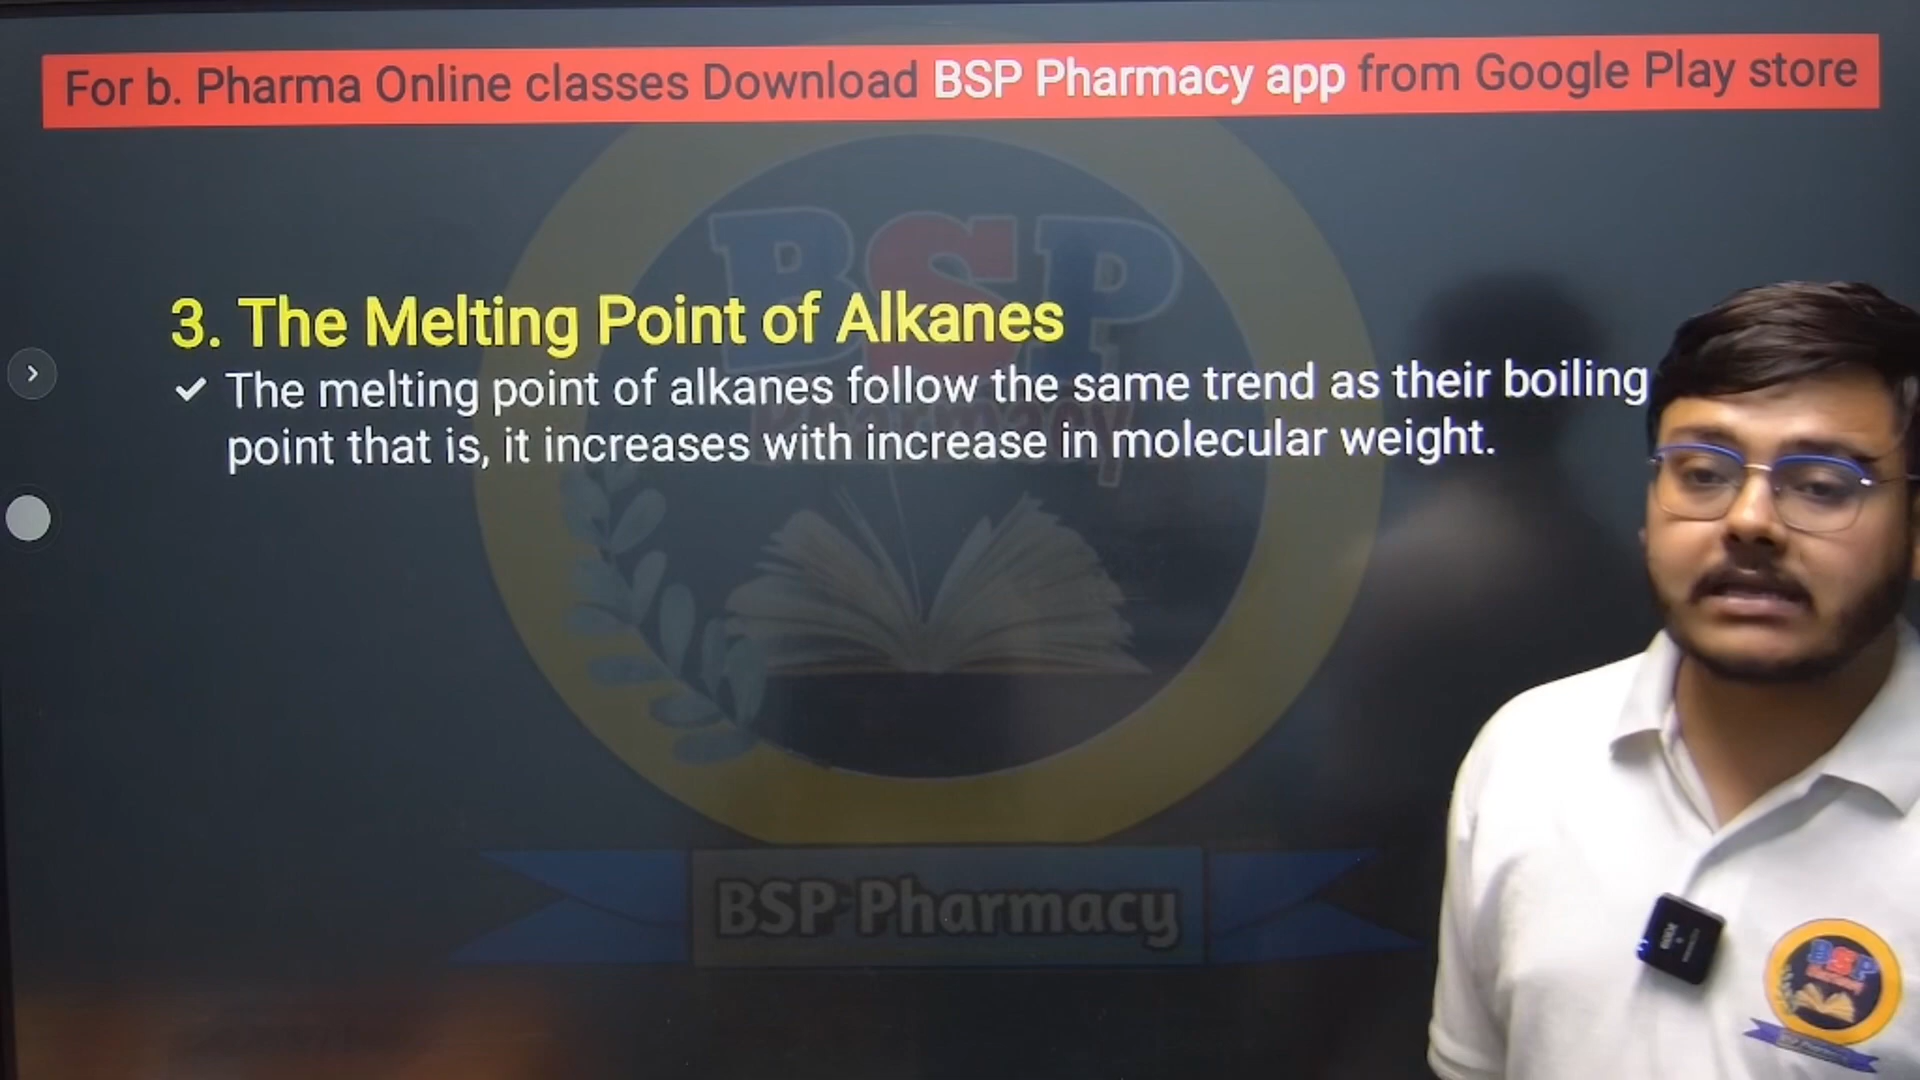 For b. Pharma Online classes Download BSP Pharmacy app from Google Play store
BSP
Pharmacy
3. The Melting Point of Alkanes
✓ The melting point of alkanes follow the same trend as their boiling
point that is, it increases with increase in molecular weight.
BSP Pharmacy
BSP